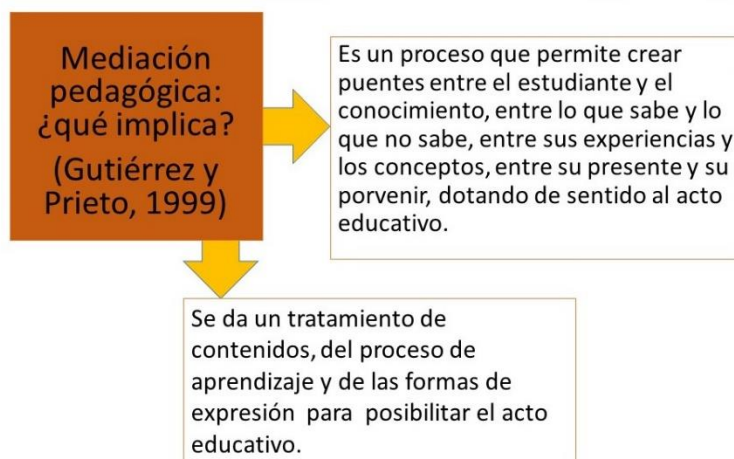 Mediación
pedagógica:
¿qué implica?
(Gutiérrez y
Prieto, 1999)
Es un proceso que permite crear
puentes entre el estudiante y el
conocimiento, entre lo que sabe y lo
que no sabe, entre sus experiencias y
los conceptos, entre su presente y su
porvenir, dotando de sentido al acto
educativo.
Se da un tratamiento de
contenidos, del proceso de
aprendizaje y de las formas de
expresión para posibilitar el acto
educativo.